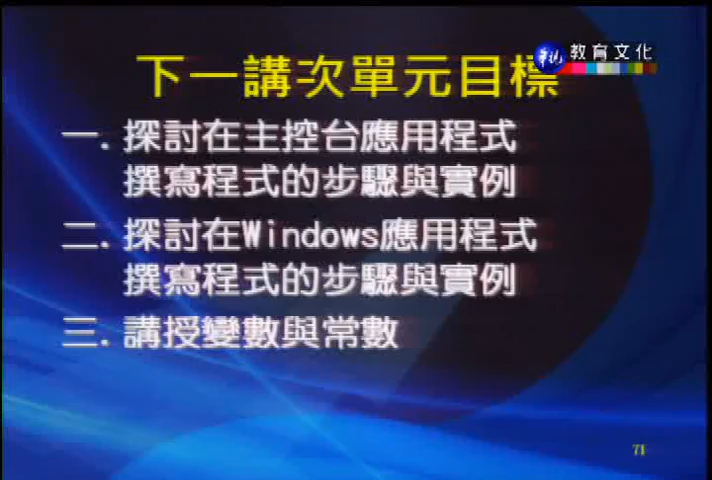 華視 教育文化
下一講次單元目標
一. 探討在主控台應用程式
撰寫程式的步驟與實例
二. 探討在Windows應用程式
撰寫程式的步驟與實例
三. 講授變數與常數
71